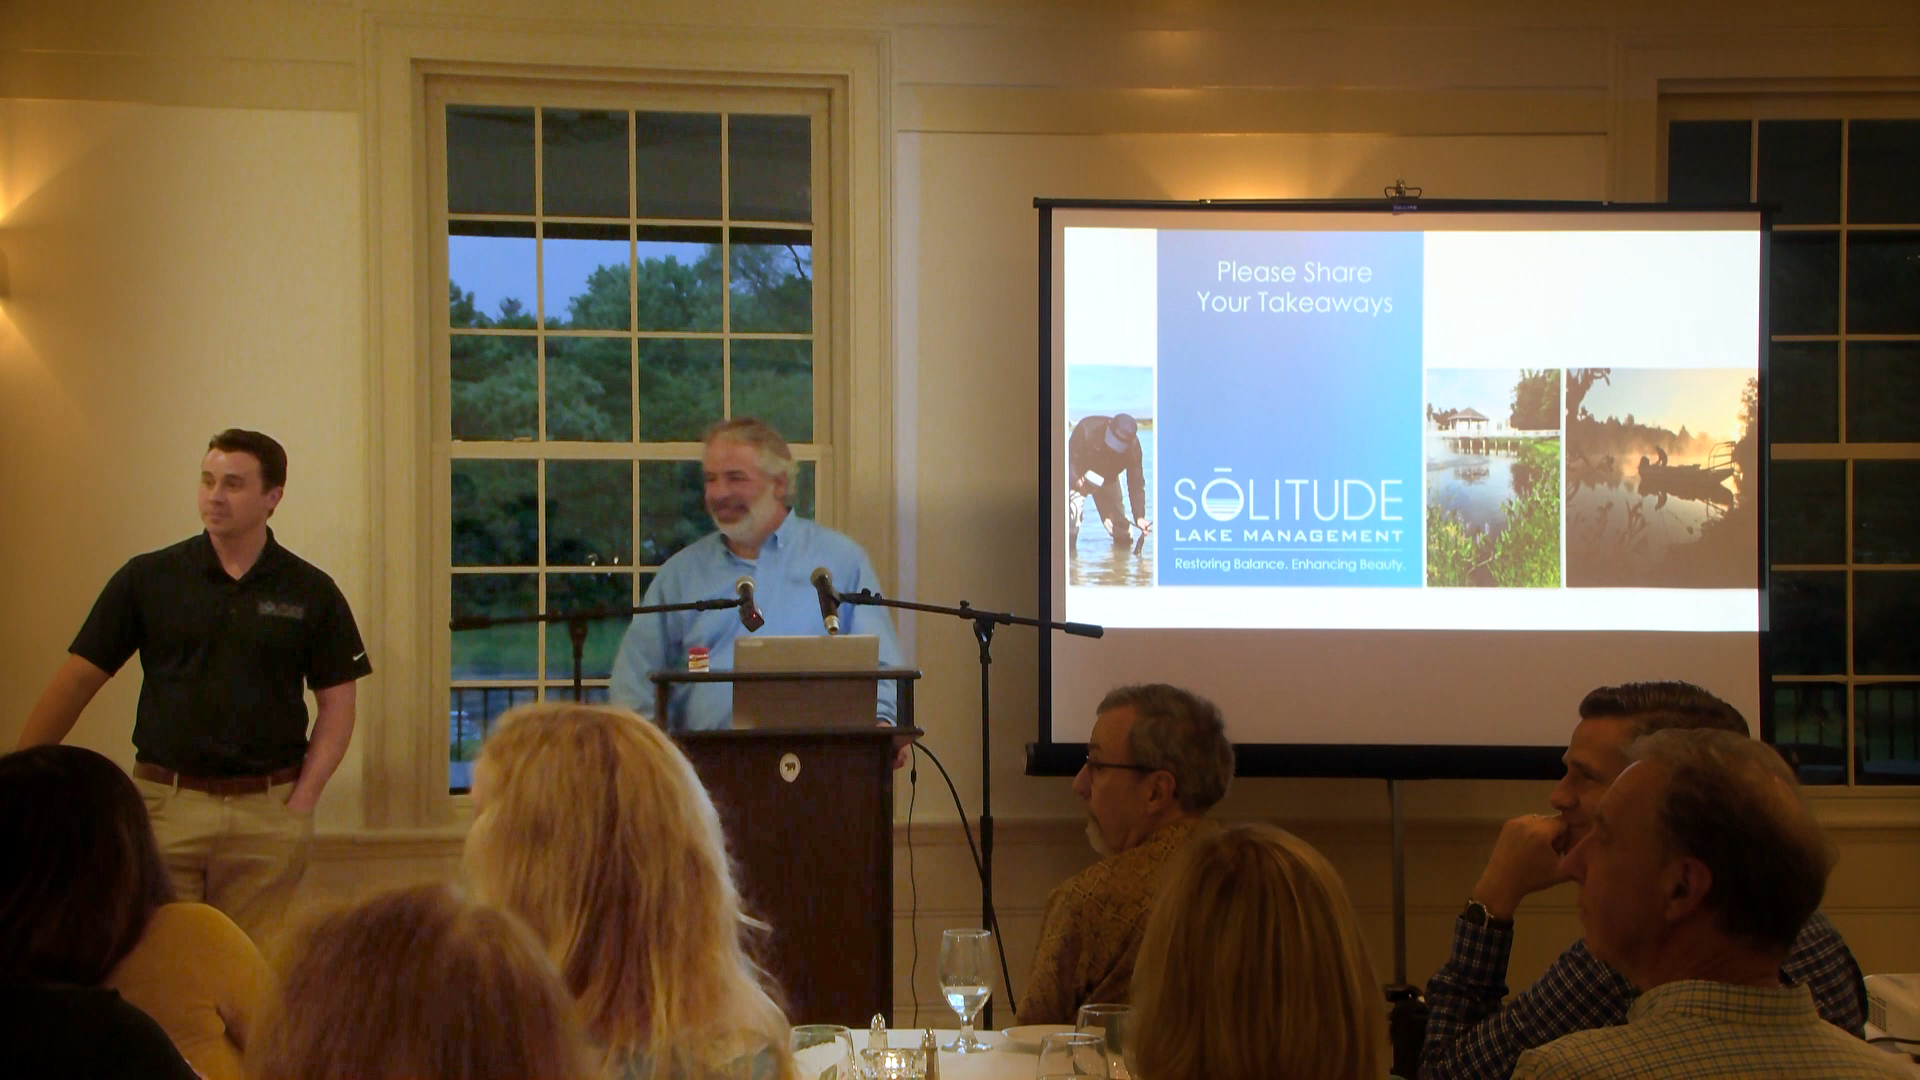 Please Share
Your Takeaways
SŌLITUDE
LAKE MANAGEMENT
Restoring Balance. Enhancing Beauty.